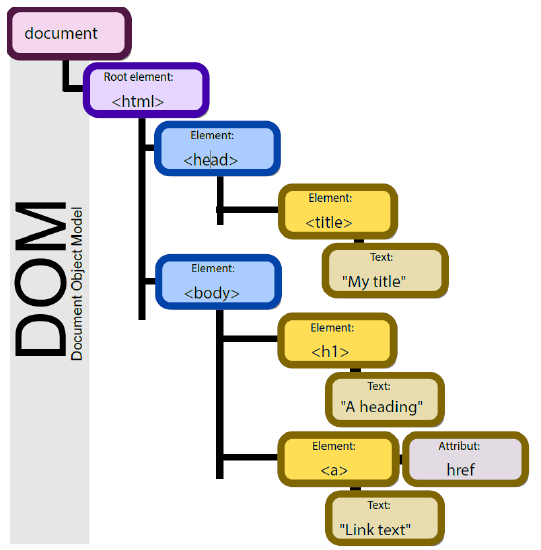 document
Root element:
<html>
Element:
<head>
Element:
<title>
Text:
"My title"
Element:
<body>
Element:
<h1>
Text:
"A heading"
Element:
<a>
Attribut:
href
Text:
"Link text"
DOM
Document Object Model